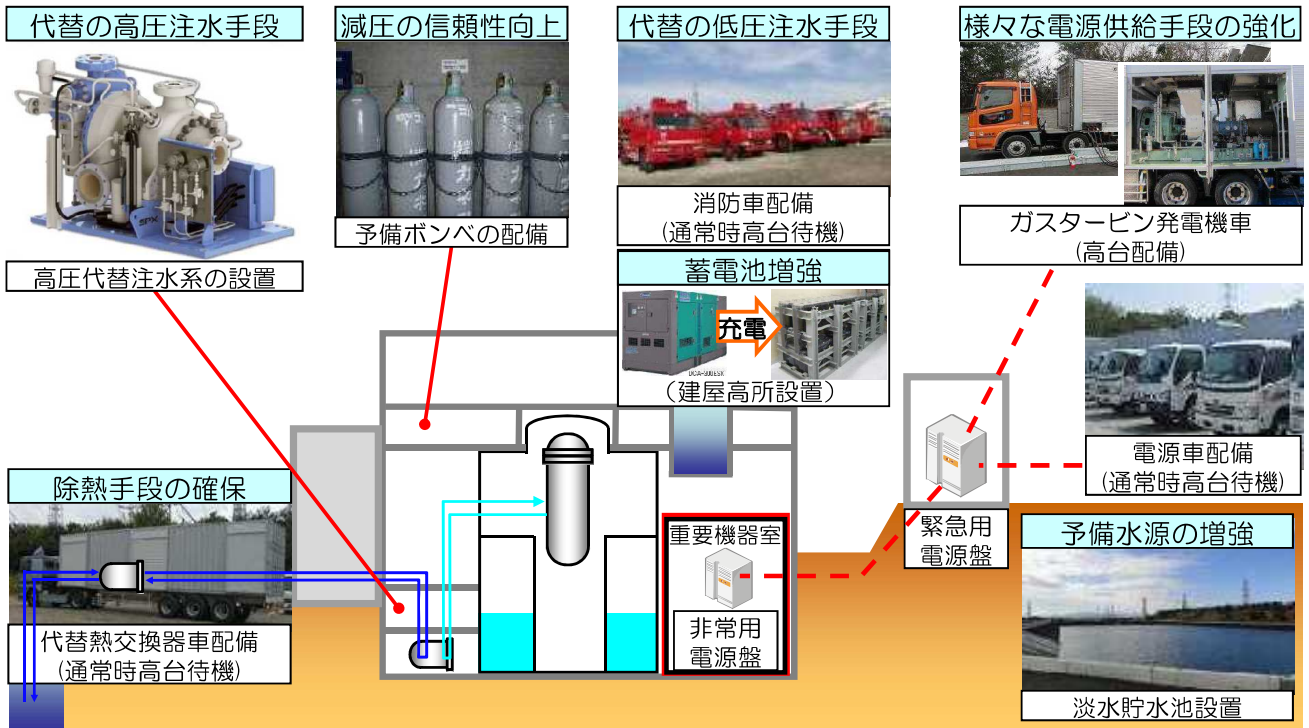 代替の高圧注水手段
高圧代替注水系の設置
減圧の信頼性向上
予備ボンベの配備
代替の低圧注水手段
消防車配備
(通常時高台待機)
蓄電池増強
充電
DCA-300ESK
（建屋高所設置）
様々な電源供給手段の強化
ガスタービン発電機車
(高台配備)
電源車配備
(通常時高台待機)
緊急用
電源盤
重要機器室
非常用
電源盤
除熱手段の確保
代替熱交換器車配備
(通常時高台待機)
予備水源の増強
淡水貯水池設置